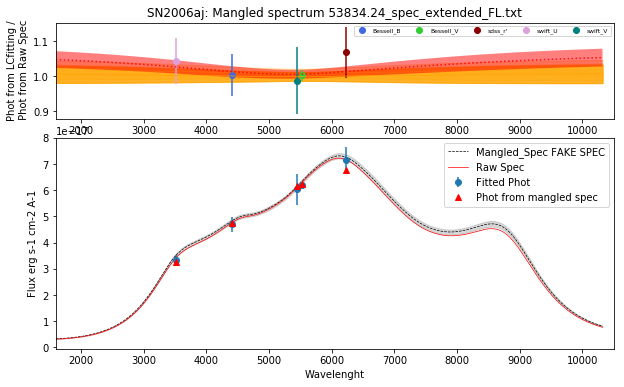 SN2006aj: Mangled spectrum 53834.24_spec_extended_FL.txt
Phot from LCfitting /
Phot from Raw Spec
1.1
1.0
0.9
Bessell_B
Bessell_V
sdss_r'
swift_U
swift_V
2000 3000 4000 5000 6000 7000 8000 9000 10000
1e−17
Flux erg s-1 cm-2 A-1
8
7
6
5
4
3
2
1
0
Mangled_Spec FAKE SPEC
Raw Spec
Fitted Phot
Phot from mangled spec
2000 3000 4000 5000 6000 7000 8000 9000 10000
Wavelenght